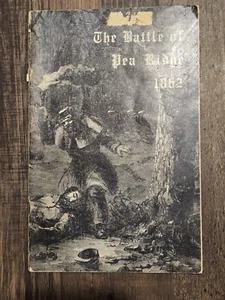 The Battle of
Pea Ridge
1862